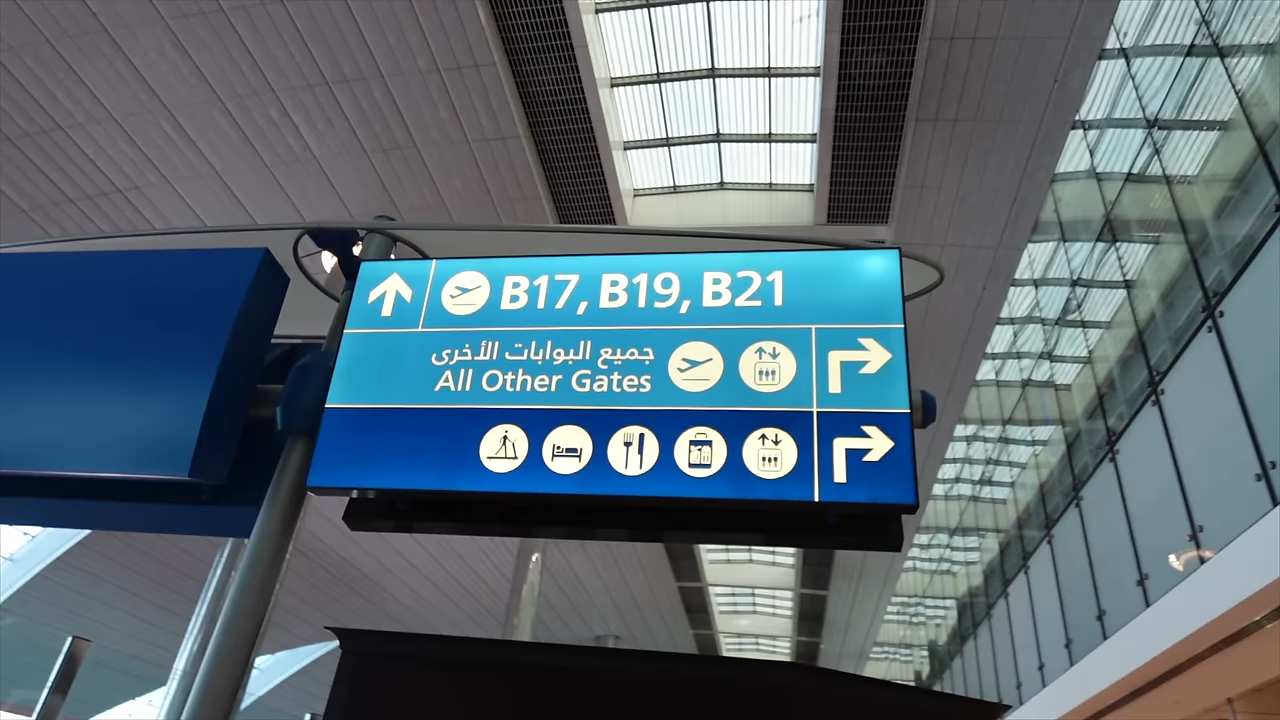 B17, B19, B21
جميع البوابات الأخرى
All Other Gates